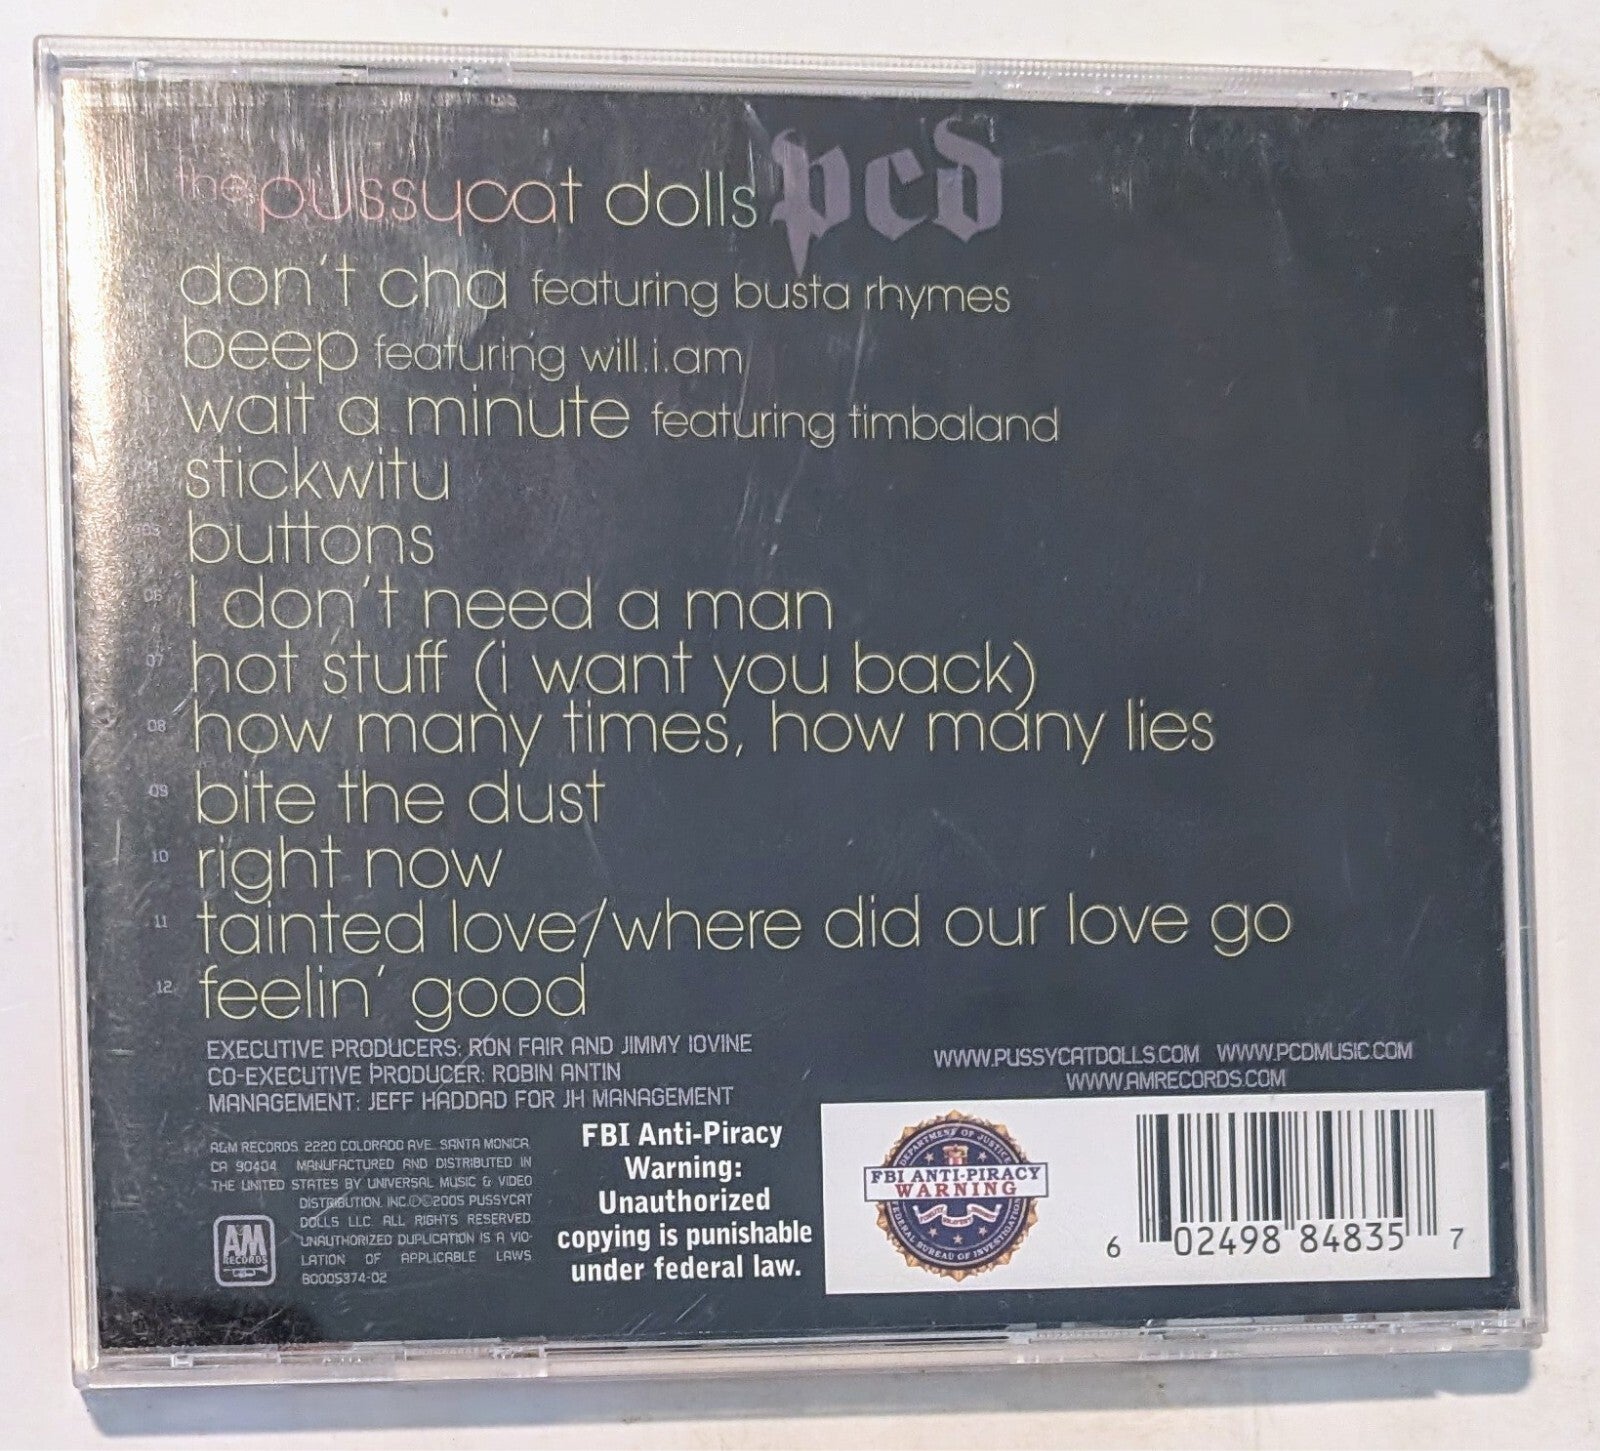 the pussycat dolls pcd
don't cha featuring busta rhymes
beep featuring will.i.am
wait a minute featuring timbaland
stickwitu
buttons
06 I don't need a man
07 hot stuff (i want you back)
08 how many times, how many lies
09 bite the dust
10 right now
11 tainted love/where did our love go
12 feelin' good
EXECUTIVE PRODUCERS: RON FAIR AND JIMMY IOVINE
CO-EXECUTIVE PRODUCER: ROBIN ANTIN
MANAGEMENT: JEFF HADDAD FOR JH MANAGEMENT
WWW.PUSSYCATDOLLS.COM WWW.PCDMUSIC.COM
WWW.AMRECORDS.COM
A&M RECORDS 2220 COLORADO AVE. SANTA MONICA,
CA 90404 MANUFACTURED AND DISTRIBUTED IN
THE UNITED STATES BY UNIVERSAL MUSIC & VIDEO
DISTRIBUTION, INC.℗©2005 PUSSYCAT
DOLLS LLC. ALL RIGHTS RESERVED.
UNAUTHORIZED DUPLICATION IS A VIO-
LATION OF APPLICABLE LAWS
B0005374-02
A&M
RECORDS
FBI Anti-Piracy
Warning:
Unauthorized
copying is punishable
under federal law.
DEPARTMENT OF JUSTICE
FBI ANTI-PIRACY
WARNING
FEDERAL BUREAU OF INVESTIGATION
6 02498 84835 7